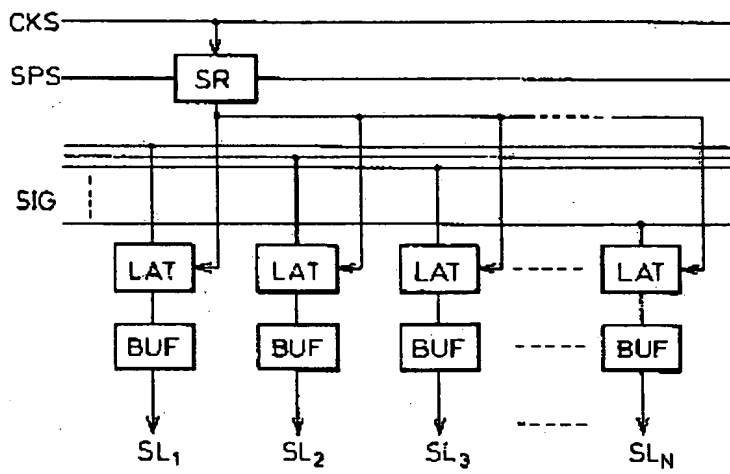 CKS
SPS
SR
SIG
LAT LAT LAT LAT
BUF BUF BUF BUF
SL1 SL2 SL3 SLN